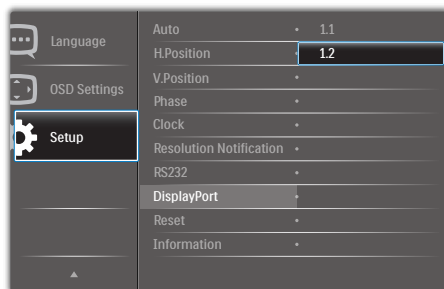 Language
OSD Settings
Setup
Auto
H.Position
V.Position
Phase
Clock
Resolution Notification
RS232
DisplayPort
Reset
Information
1.1
1.2